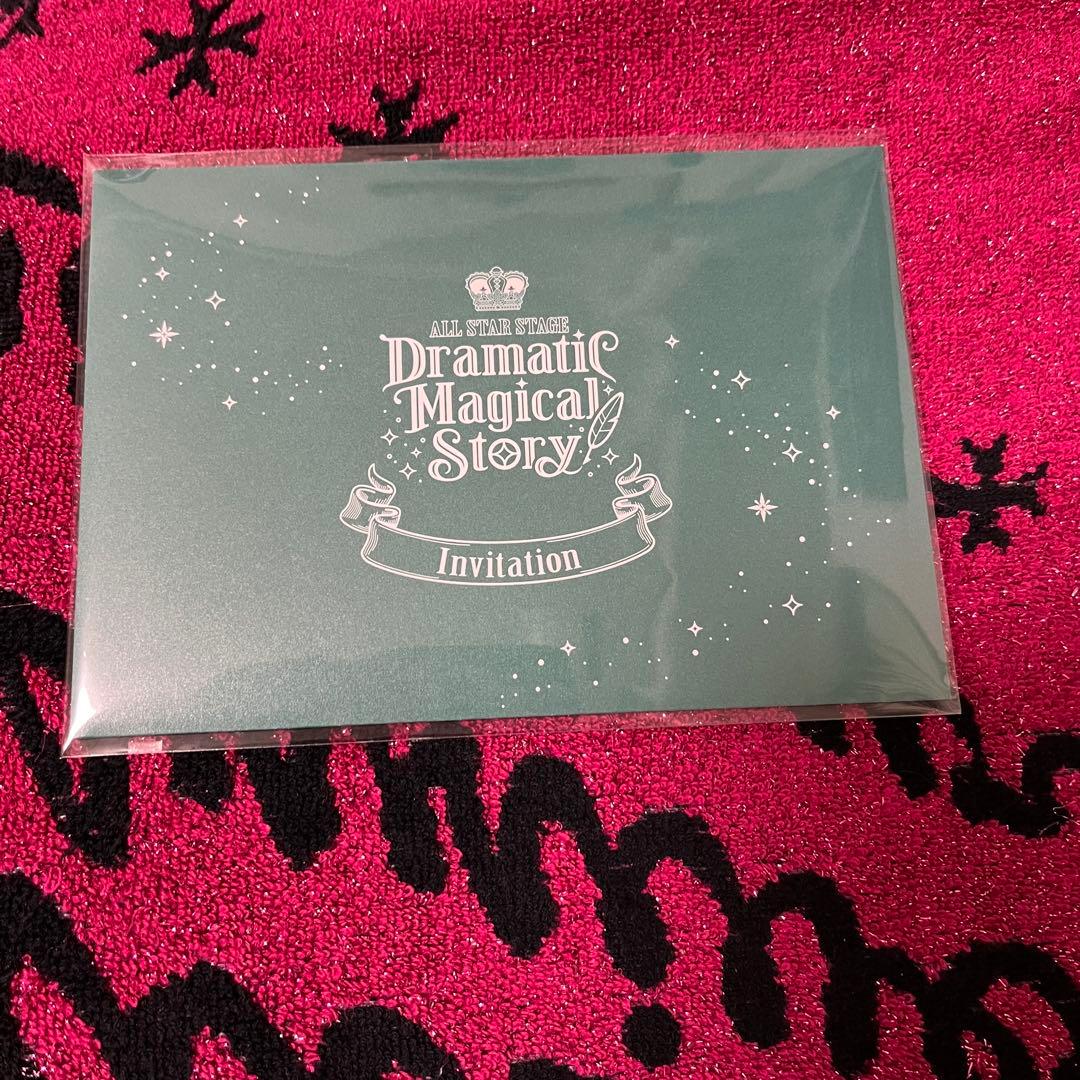 ALL STAR STAGE
Dramatic
Magical
Story
Invitation